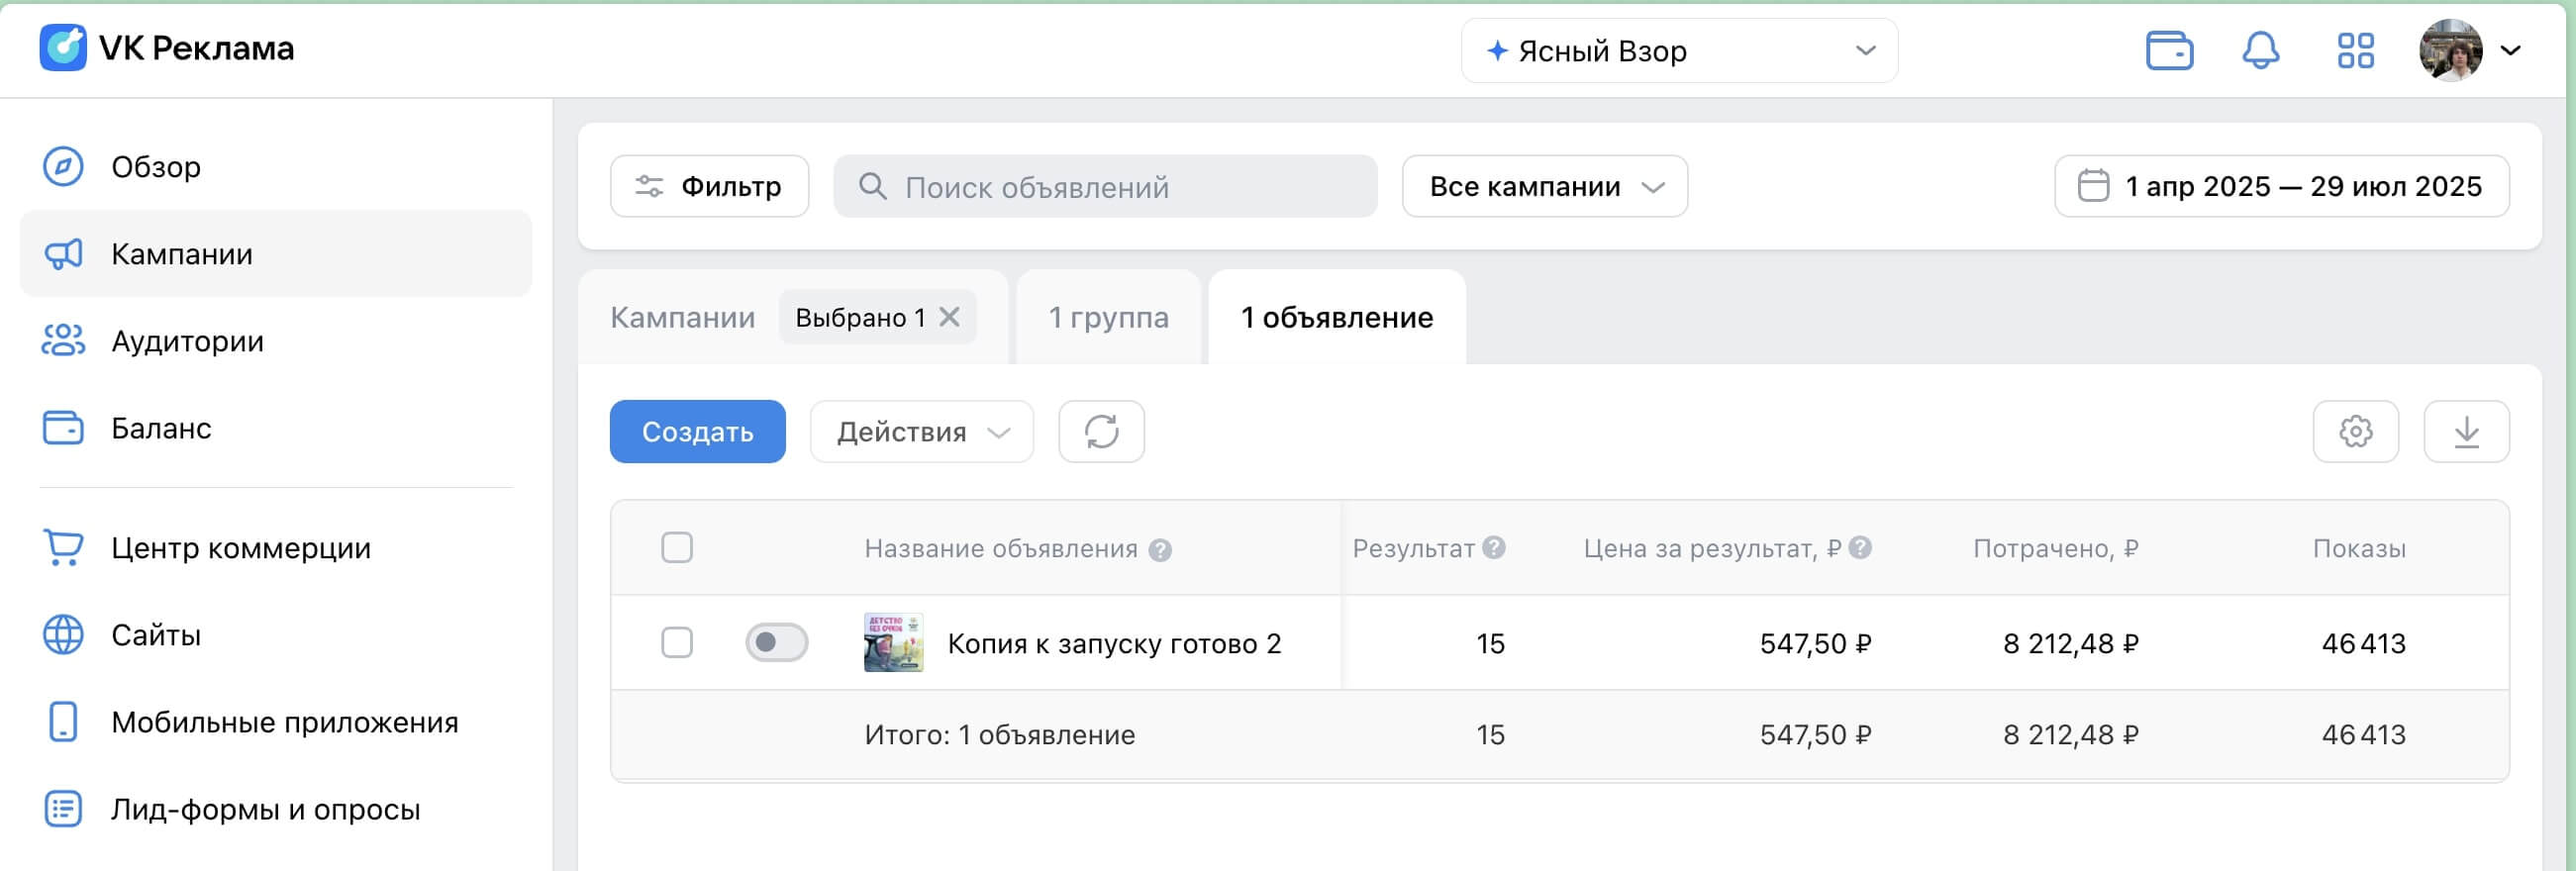 VK Реклама
Ясный Взор
Обзор
Кампании
Аудитории
Баланс
Центр коммерции
Сайты
Мобильные приложения
Лид-формы и опросы
Фильтр
Поиск объявлений
Все кампании
1 апр 2025 — 29 июл 2025
Кампании Выбрано 1
1 группа
1 объявление
Создать
Действия
Название объявления Результат Цена за результат, ₽ Потрачено, ₽ Показы
ДЕТСТВО
БЕЗ ОЧКОВ
Копия к запуску готово 2 15 547,50 ₽ 8 212,48 ₽ 46 413
Итого: 1 объявление 15 547,50 ₽ 8 212,48 ₽ 46 413